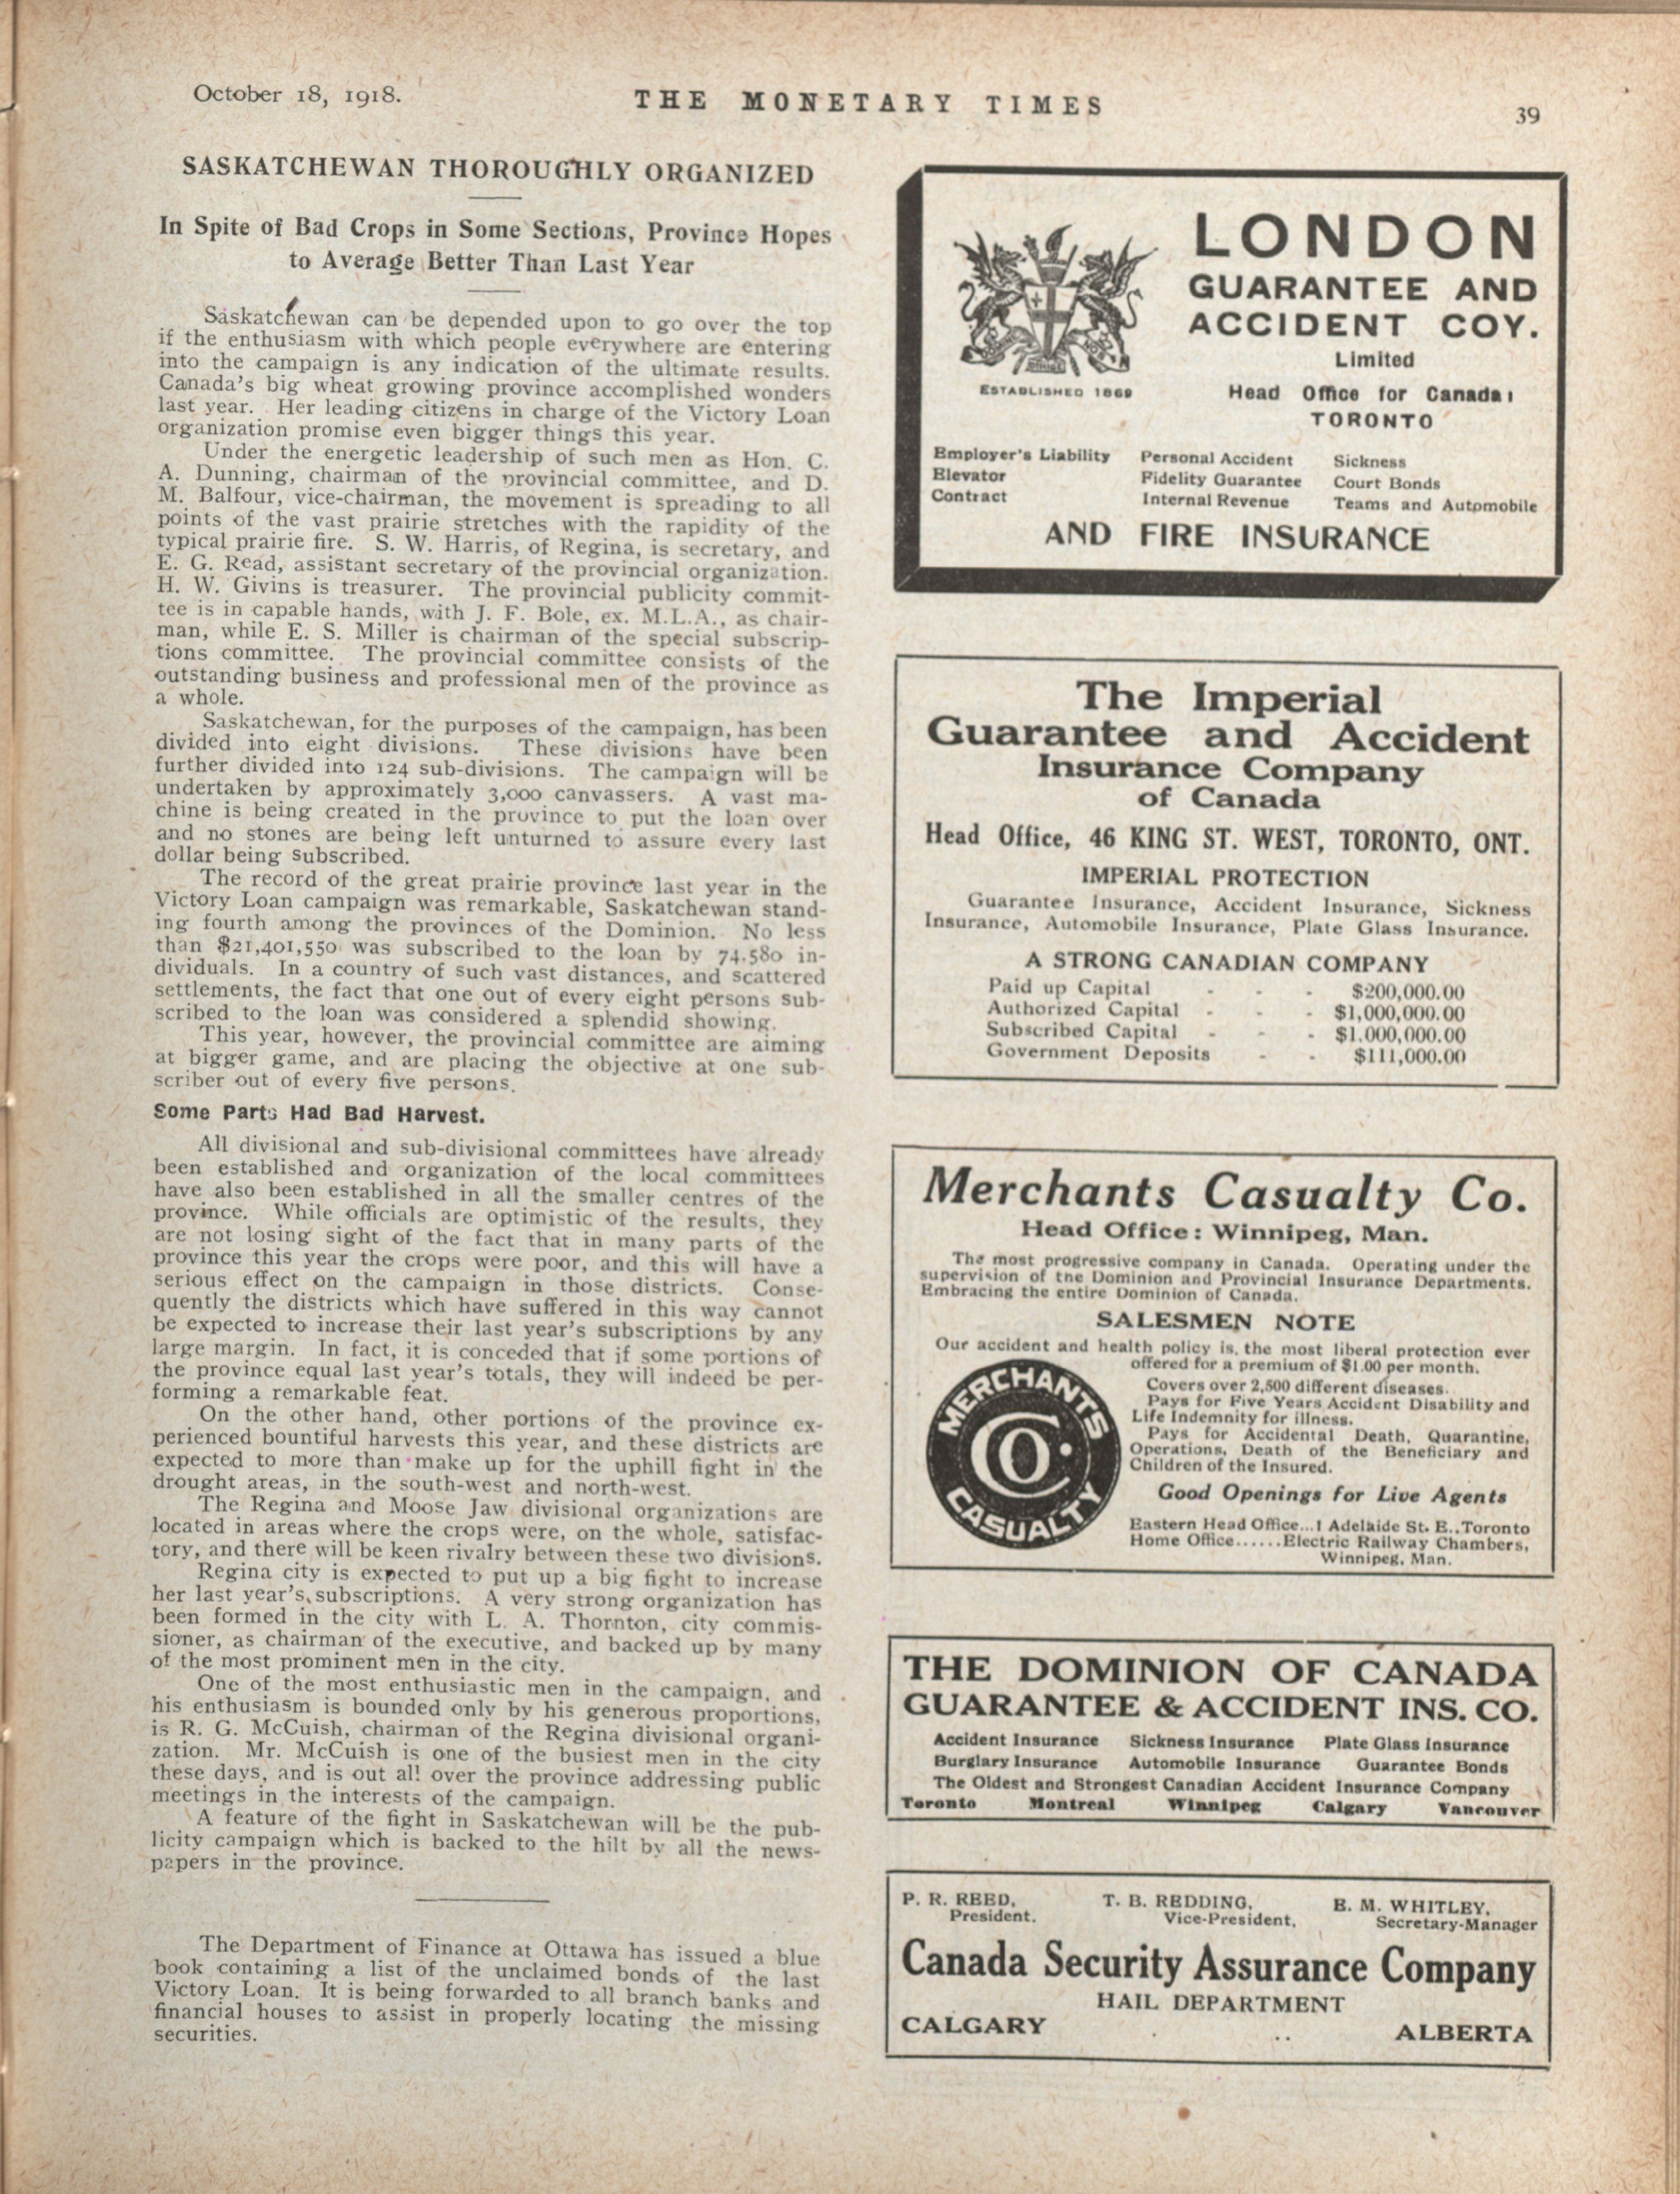 October 18, 1918.
THE MONETARY TIMES
39
SASKATCHEWAN THOROUGHLY ORGANIZED
In Spite of Bad Crops in Some Sections, Province Hopes
to Average Better Than Last Year
Saskatchewan can be depended upon to go over the top
if the enthusiasm with which people everywhere are entering
into the campaign is any indication of the ultimate results.
Canada's big wheat growing province accomplished wonders
last year. Her leading citizens in charge of the Victory Loan
organization promise even bigger things this year.
Under the energetic leadership of such men as Hon. C.
A. Dunning, chairman of the provincial committee, and D.
M. Balfour, vice-chairman, the movement is spreading to all
points of the vast prairie stretches with the rapidity of the
typical prairie fire. S. W. Harris, of Regina, is secretary, and
E. G. Read, assistant secretary of the provincial organization.
H. W. Givins is treasurer. The provincial publicity commit-
tee is in capable hands, with J. F. Bole, ex. M.L.A., as chair-
man, while E. S. Miller is chairman of the special subscrip-
tions committee. The provincial committee consists of the
outstanding business and professional men of the province as
a whole.
Saskatchewan, for the purposes of the campaign, has been
divided into eight divisions. These divisions have been
further divided into 124 sub-divisions. The campaign will be
undertaken by approximately 3,000 canvassers. A vast ma-
chine is being created in the province to put the loan over
and no stones are being left unturned to assure every last
dollar being subscribed.
The record of the great prairie province last year in the
Victory Loan campaign was remarkable, Saskatchewan stand-
ing fourth among the provinces of the Dominion. No less
than $21,401,550 was subscribed to the loan by 74.580 in-
dividuals. In a country of such vast distances, and scattered
settlements, the fact that one out of every eight persons sub-
scribed to the loan was considered a splendid showing.
This year, however, the provincial committee are aiming
at bigger game, and are placing the objective at one sub-
scriber out of every five persons.
Some Parts Had Bad Harvest.
All divisional and sub-divisional committees have already
been established and organization of the local committees
have also been established in all the smaller centres of the
province. While officials are optimistic of the results, they
are not losing sight of the fact that in many parts of the
province this year the crops were poor, and this will have a
serious effect on the campaign in those districts. Conse-
quently the districts which have suffered in this way cannot
be expected to increase their last year's subscriptions by any
large margin. In fact, it is conceded that if some portions of
the province equal last year's totals, they will indeed be per-
forming a remarkable feat.
On the other hand, other portions of the province ex-
perienced bountiful harvests this year, and these districts are
expected to more than make up for the uphill fight in the
drought areas, in the south-west and north-west.
The Regina and Moose Jaw divisional organizations are
located in areas where the crops were, on the whole, satisfac-
tory, and there will be keen rivalry between these two divisions.
Regina city is expected to put up a big fight to increase
her last year's subscriptions. A very strong organization has
been formed in the city with L. A. Thornton, city commis-
sioner, as chairman of the executive, and backed up by many
of the most prominent men in the city.
One of the most enthusiastic men in the campaign, and
his enthusiasm is bounded only by his generous proportions,
is R. G. McCuish, chairman of the Regina divisional organi-
zation. Mr. McCuish is one of the busiest men in the city
these days, and is out all over the province addressing public
meetings in the interests of the campaign.
A feature of the fight in Saskatchewan will be the pub-
licity campaign which is backed to the hilt by all the news-
papers in the province.
The Department of Finance at Ottawa has issued a blue
book containing a list of the unclaimed bonds of the last
Victory Loan. It is being forwarded to all branch banks and
financial houses to assist in properly locating the missing
securities.
LONDON
GUARANTEE AND
ACCIDENT COY.
Limited
ESTABLISHED 1869
Head Office for Canada:
TORONTO
Employer's Liability Personal Accident Sickness
Elevator Fidelity Guarantee Court Bonds
Contract Internal Revenue Teams and Automobile
AND FIRE INSURANCE
The Imperial
Guarantee and Accident
Insurance Company
of Canada
Head Office, 46 KING ST. WEST, TORONTO, ONT.
IMPERIAL PROTECTION
Guarantee Insurance, Accident Insurance, Sickness
Insurance, Automobile Insurance, Plate Glass Insurance.
A STRONG CANADIAN COMPANY
Paid up Capital - - - $200,000.00
Authorized Capital - - - $1,000,000.00
Subscribed Capital - - - $1.000,000.00
Government Deposits - - $111,000.00
Merchants Casualty Co.
Head Office: Winnipeg, Man.
The most progressive company in Canada. Operating under the
supervision of the Dominion and Provincial Insurance Departments.
Embracing the entire Dominion of Canada.
SALESMEN NOTE
Our accident and health policy is, the most liberal protection ever
offered for a premium of $1.00 per month.
Covers over 2,500 different diseases.
Pays for Five Years Accident Disability and
Life Indemnity for illness.
Pays for Accidental Death, Quarantine,
Operations, Death of the Beneficiary and
Children of the Insured.
MERCHANTS
CO.
CASUALTY
Good Openings for Live Agents
Eastern Head Office...1 Adelaide St. E., Toronto
Home Office......Electric Railway Chambers,
Winnipeg, Man.
THE DOMINION OF CANADA
GUARANTEE & ACCIDENT INS. CO.
Accident Insurance Sickness Insurance Plate Glass Insurance
Burglary Insurance Automobile Insurance Guarantee Bonds
The Oldest and Strongest Canadian Accident Insurance Company
Toronto Montreal Winnipeg Calgary Vancouver
P. R. REED, T. B. REDDING, E. M. WHITLEY,
President. Vice-President. Secretary-Manager
Canada Security Assurance Company
HAIL DEPARTMENT
CALGARY .. ALBERTA